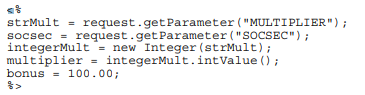 <%
strMult = request.getParameter("MULTIPLIER");
socsec = request.getParameter("SOCSEC");
integerMult = new Integer(strMult);
multiplier = integerMult.intValue();
bonus = 100.00;
%>